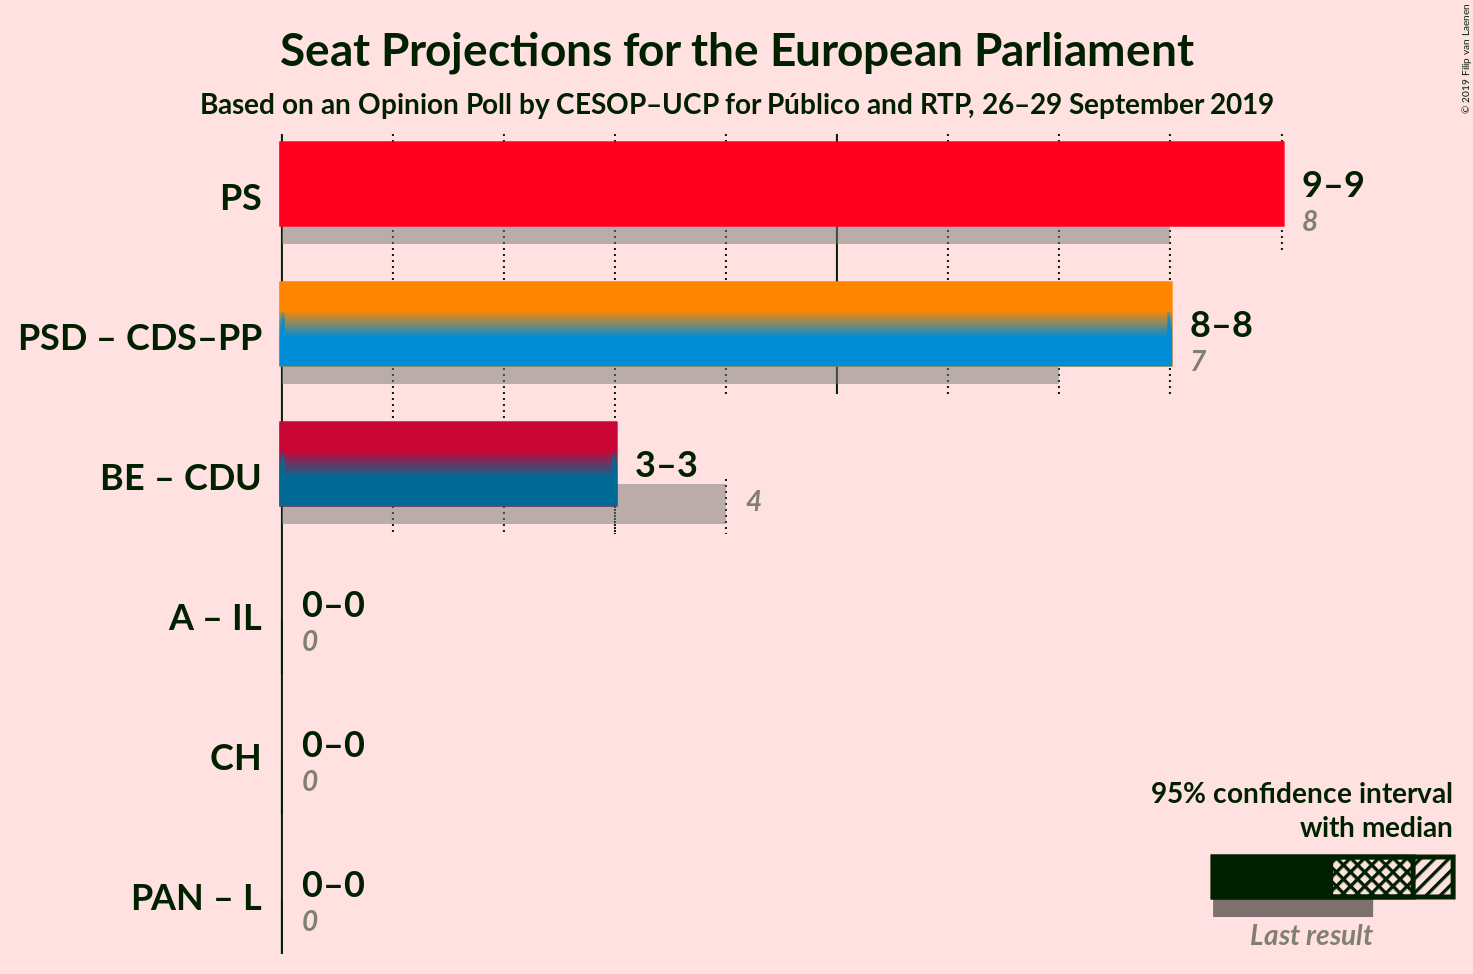 Seat Projections for the European Parliament
Based on an Opinion Poll by CESOP–UCP for Público and RTP, 26–29 September 2019
© 2019 Filip van Laenen
PS
9–9
8
PSD – CDS–PP
8–8
7
BE – CDU
3–3
4
A – IL
0–0
0
CH
0–0
0
PAN – L
0–0
0
95% confidence interval
with median
Last result